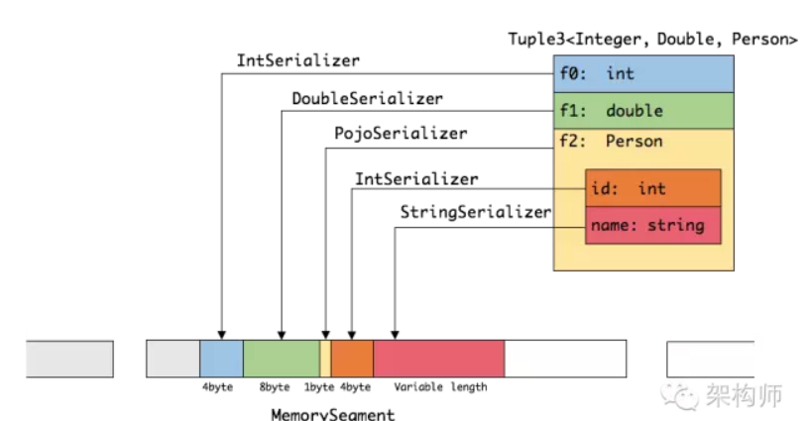 Tuple3<Integer, Double, Person>
IntSerializer
f0: int
DoubleSerializer
f1: double
PojoSerializer
f2: Person
IntSerializer
id: int
StringSerializer
name: string
4byte 8byte 1byte 4byte Variable length
MemorySegment
架构师